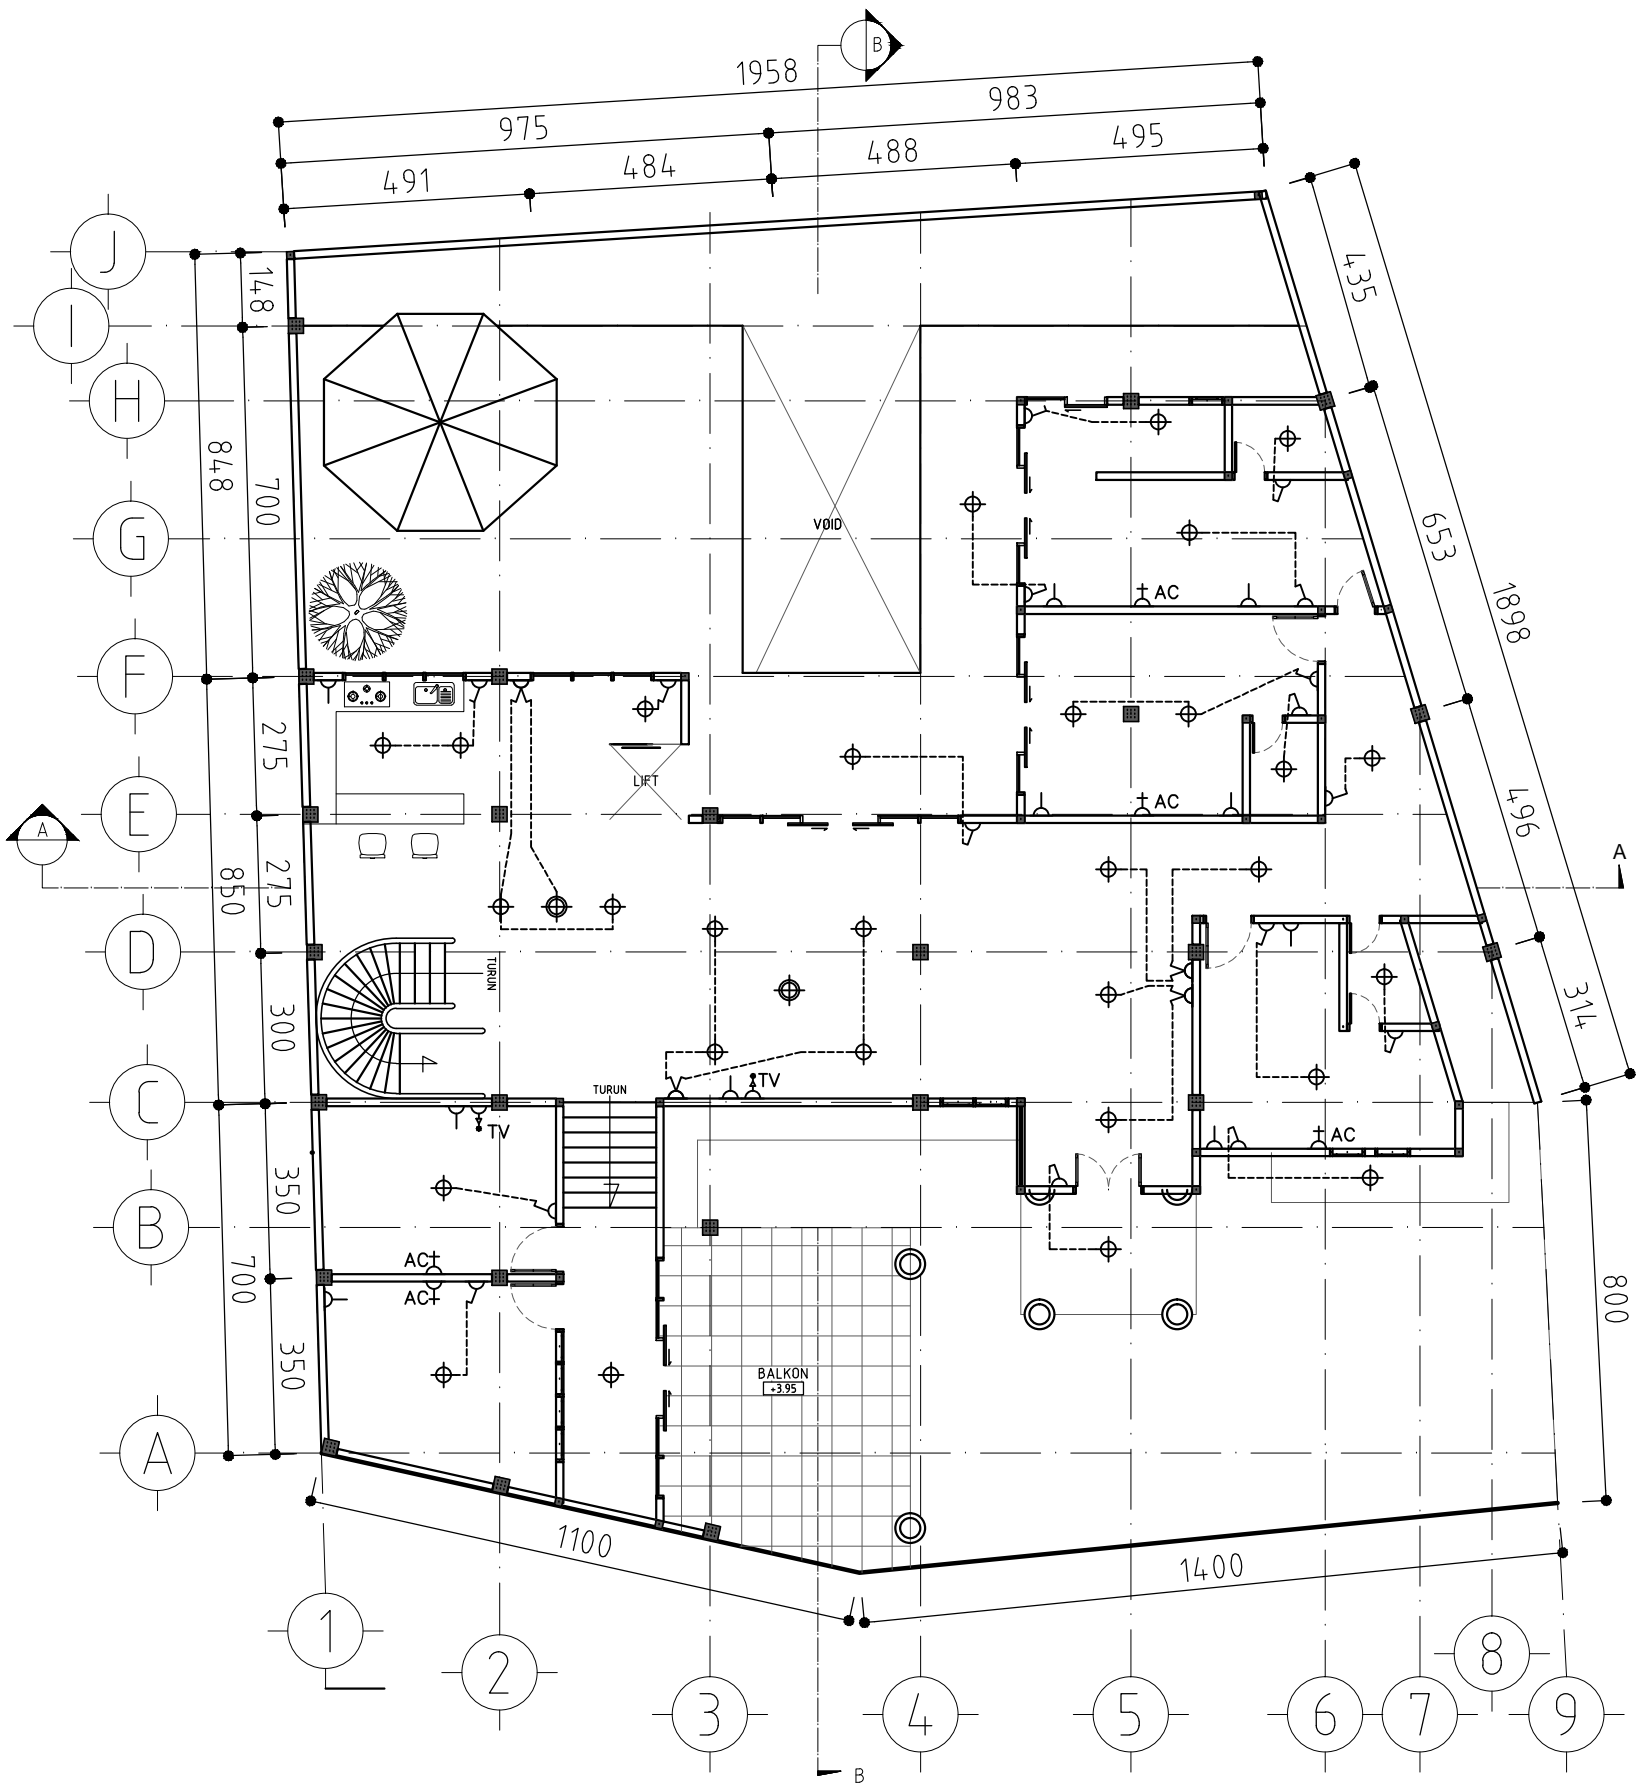 B
1958
983
975
495
488
484
491
J
148
I
435
H
848
700
G
VOID
653
AC
1898
F
275
LIFT
AC
E
496
A
A
275
850
D
TURUN
314
300
4
TURUN
TV
C
TV
AC
350
B
AC
AC
700
800
350
BALKON
+3.95
A
1100
1400
1
2
8
3
4
5
6
7
9
B